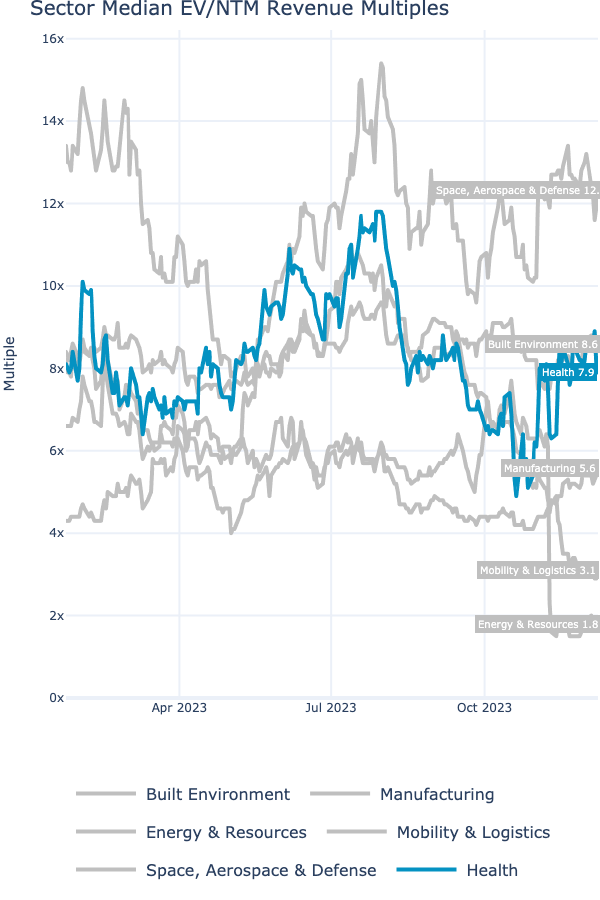 Sector Median EV/NTM Revenue Multiples
16x
14x
12x
10x
8x
6x
4x
2x
0x
Multiple
Space, Aerospace & Defense 12.
Built Environment 8.6
Health 7.9
Manufacturing 5.6
Mobility & Logistics 3.1
Energy & Resources 1.8
Apr 2023
Jul 2023
Oct 2023
Built Environment
Manufacturing
Energy & Resources
Mobility & Logistics
Space, Aerospace & Defense
Health